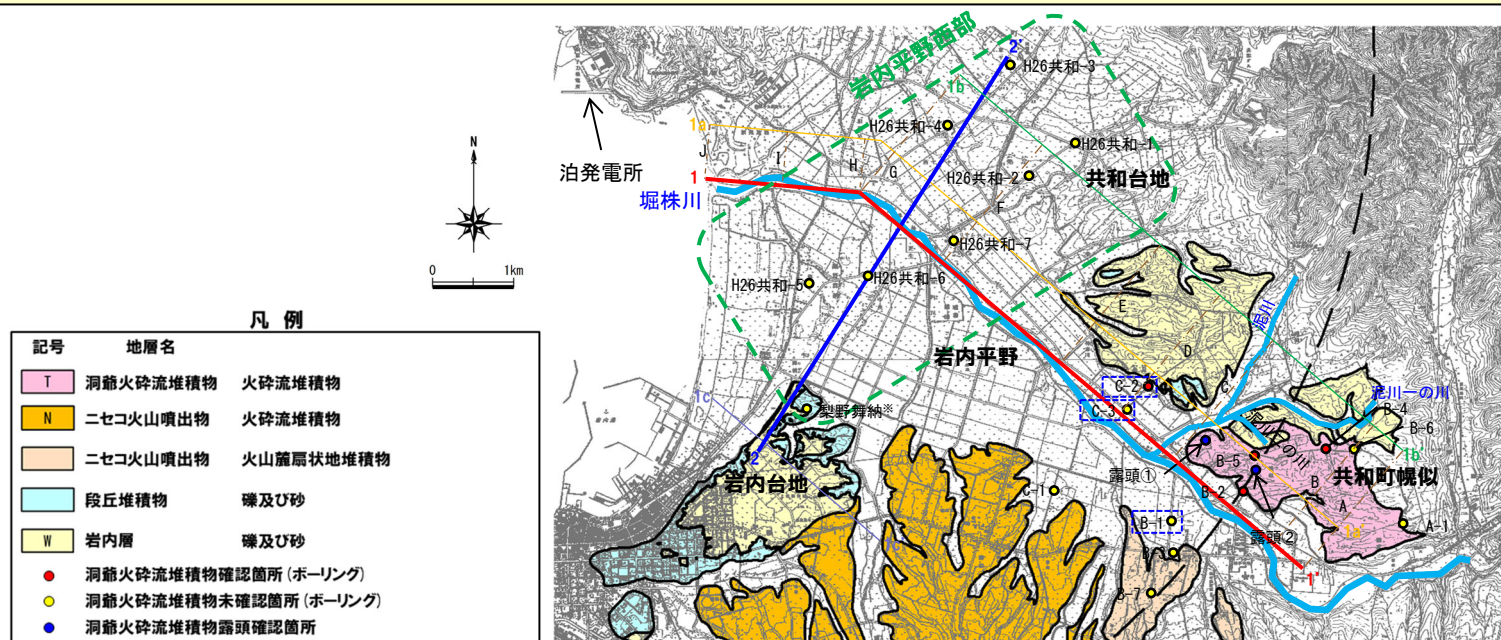 岩内平野西部
2'
H26共和-3
1b
H26共和-4
H26共和-1
1a
J
I
H
G
泊発電所
H26共和-2
共和台地
1
堀株川
F
H26共和-7
N
H26共和-5
H26共和-6
0 1km
E
泥川
岩内平野
D
C
C-2
1c
C-3
梨野舞納※
泥川一の川
B-4
B-6
2
B-5
1b'
露頭①
B
共和町幌似
岩内台地
C-1
B-2
A
B-1
露頭②
1a'
A-1
B-7
1'
凡 例
記号 地層名
T 洞爺火砕流堆積物 火砕流堆積物
N ニセコ火山噴出物 火砕流堆積物
ニセコ火山噴出物 火山麓扇状地堆積物
段丘堆積物 礫及び砂
W 岩内層 礫及び砂
洞爺火砕流堆積物確認箇所(ボーリング)
洞爺火砕流堆積物未確認箇所(ボーリング)
洞爺火砕流堆積物露頭確認箇所